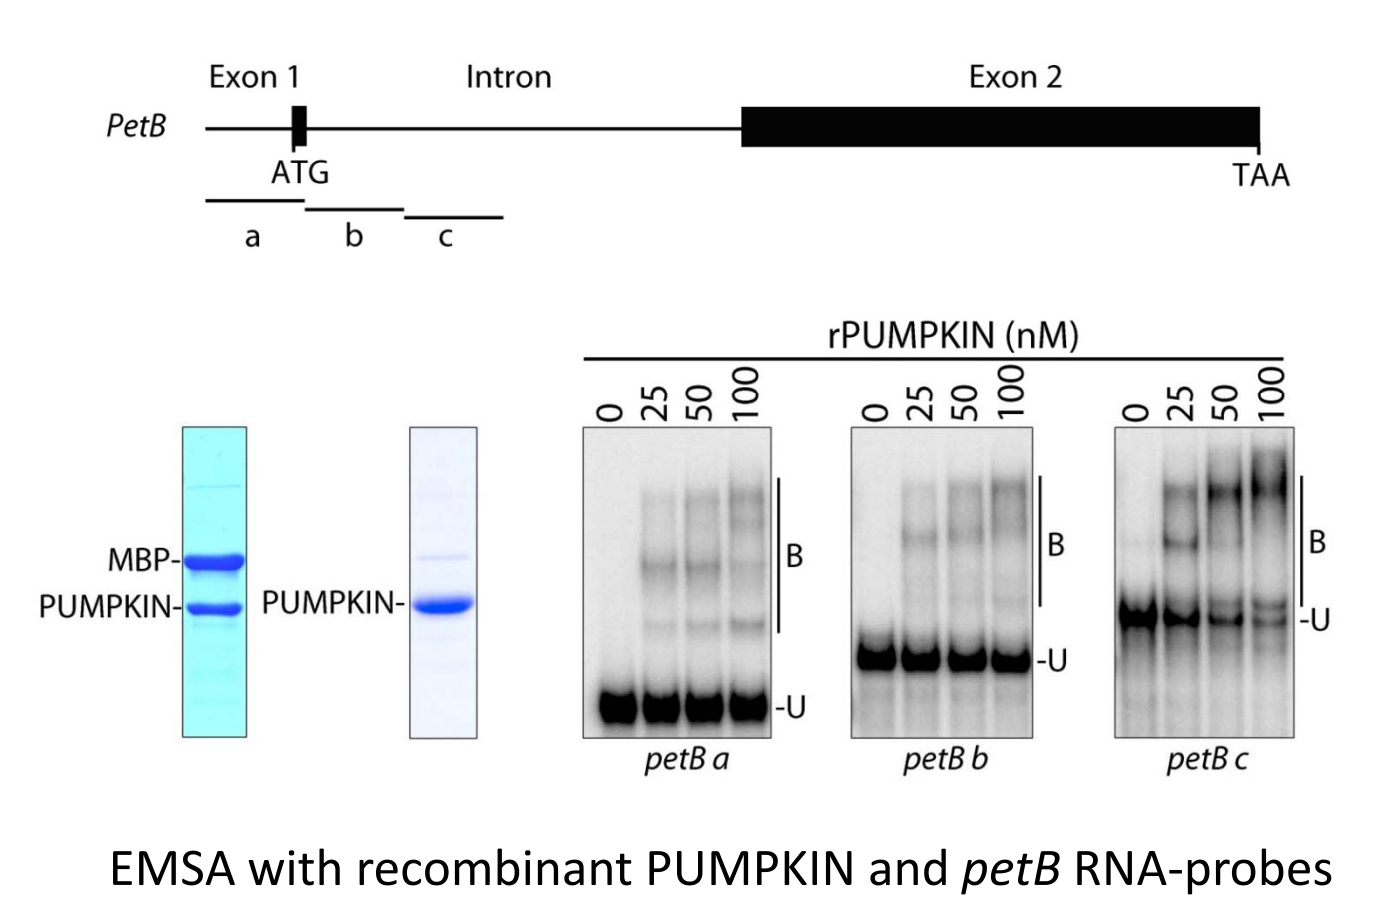 Exon 1 Intron Exon 2
PetB
ATG TAA
a b c
rPUMPKIN (nM)
0 25 50 100 0 25 50 100 0 25 50 100
MBP-
PUMPKIN- PUMPKIN-
B B B
-U -U -U
petB a petB b petB c
EMSA with recombinant PUMPKIN and petB RNA-probes